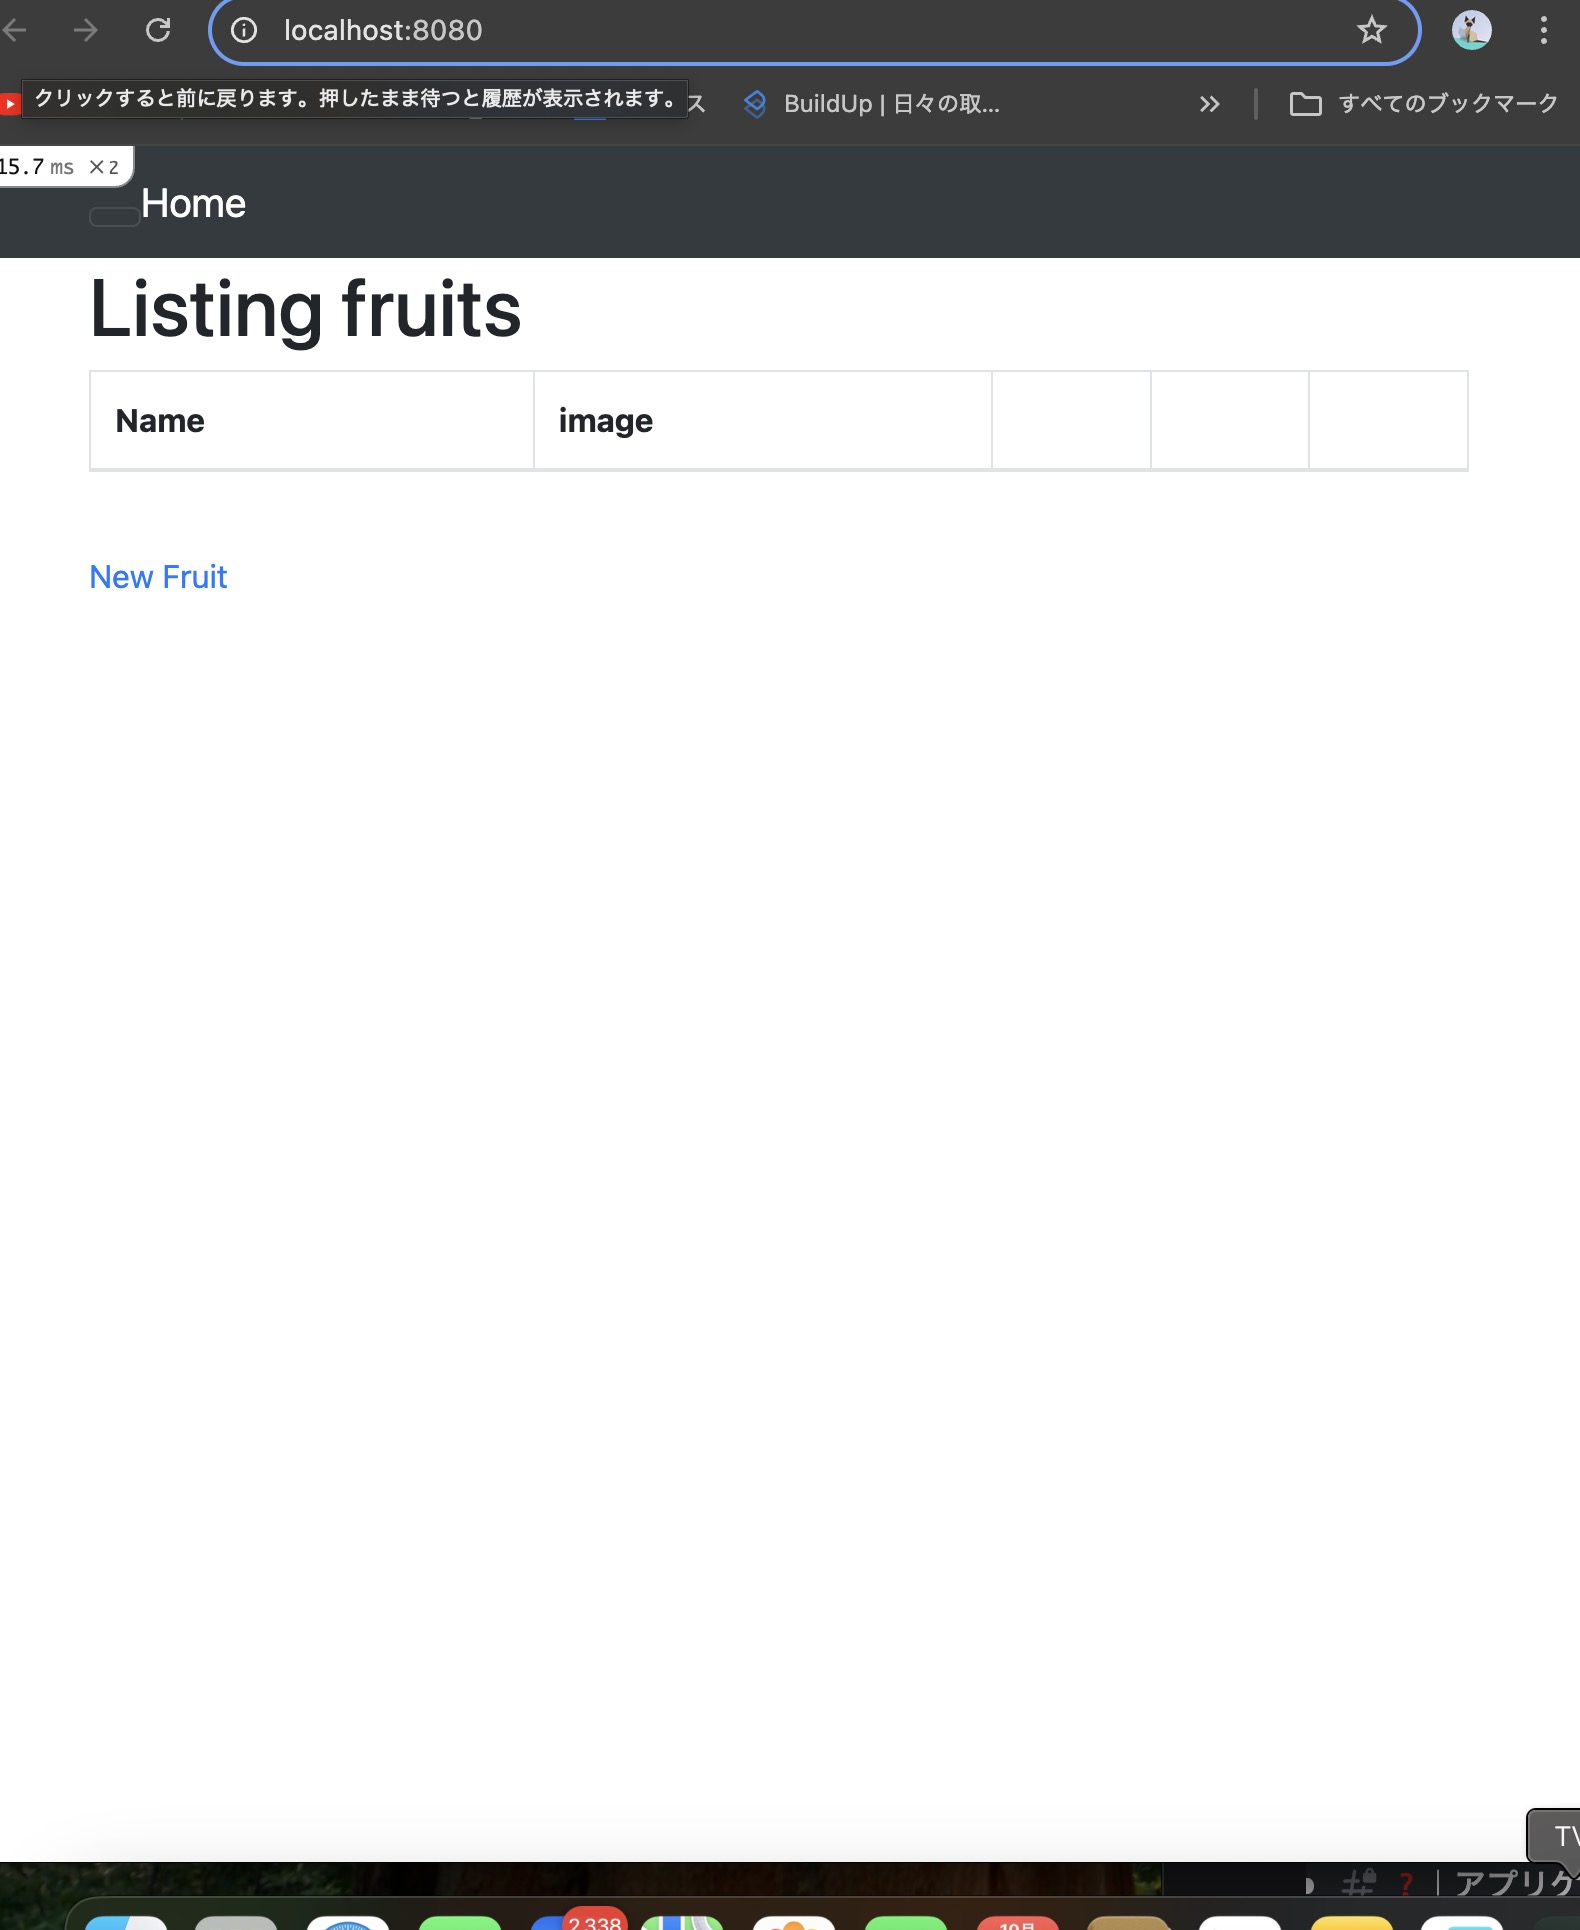 localhost:8080
クリックすると前に戻ります。押したまま待つと履歴が表示されます。
ス
BuildUp | 日々の取...
すべてのブックマーク
15.7 ms ×2
Home
Listing fruits
Name
image
New Fruit
TV
? | アプリケ
2,338
10月